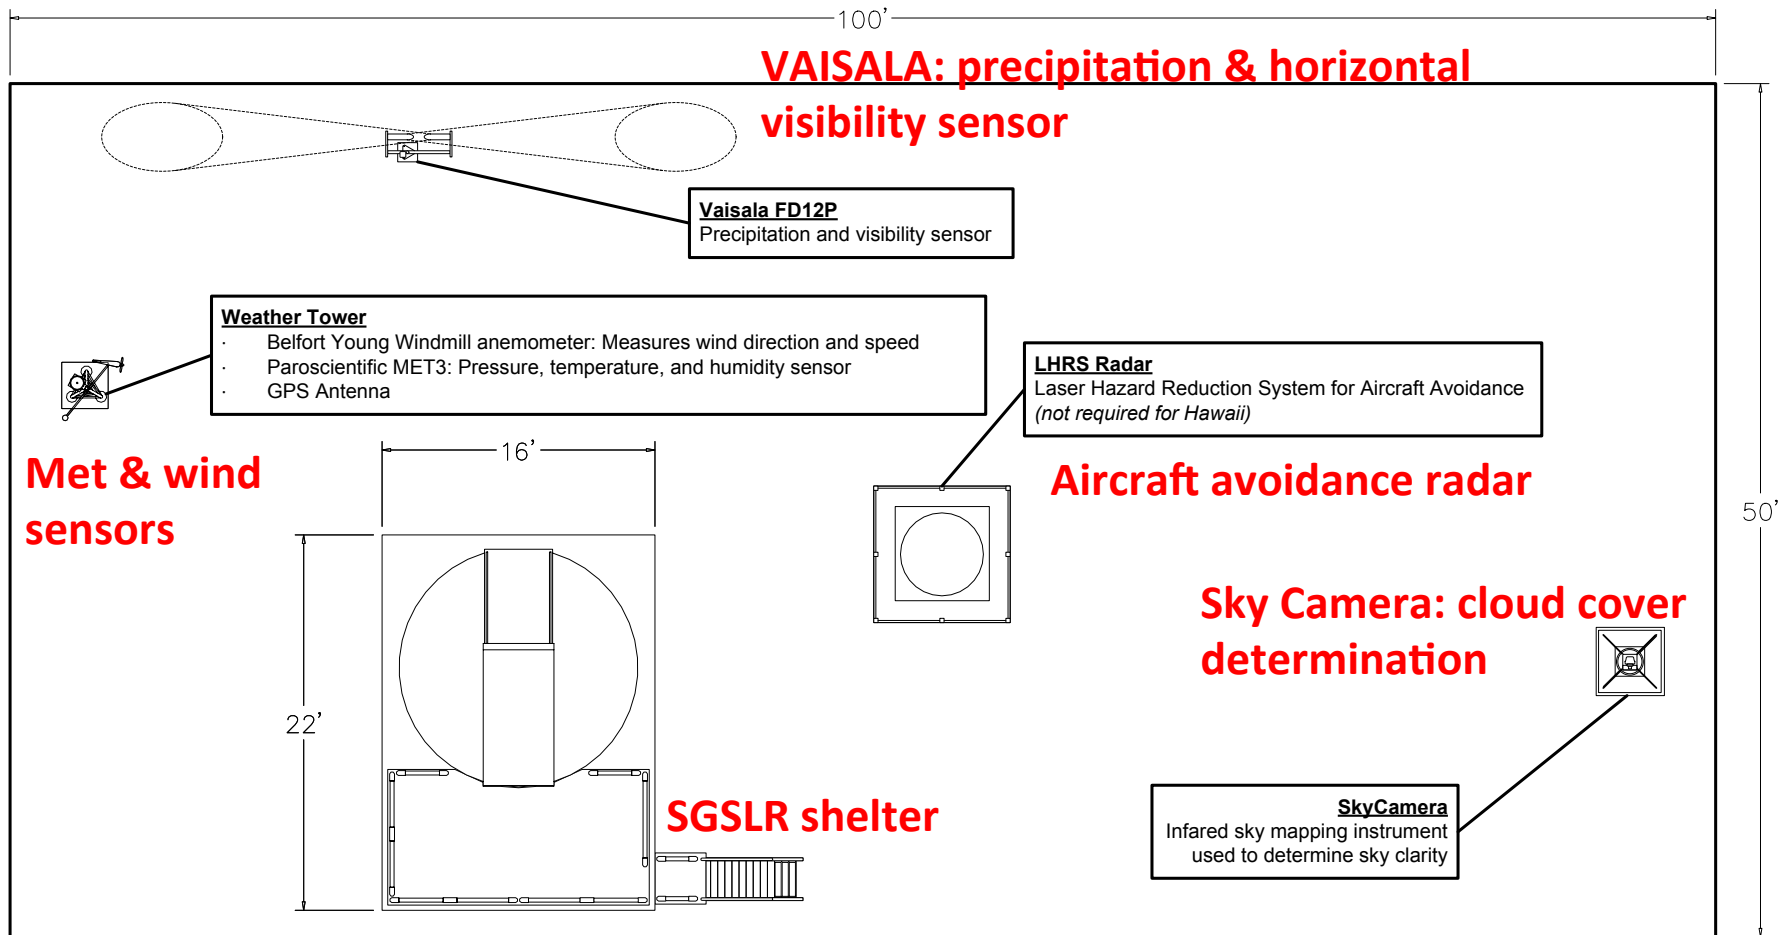 100'
VAISALA: precipitation & horizontal
visibility sensor
Vaisala FD12P
Precipitation and visibility sensor
Weather Tower
· Belfort Young Windmill anemometer: Measures wind direction and speed
· Paroscientific MET3: Pressure, temperature, and humidity sensor
· GPS Antenna
LHRS Radar
Laser Hazard Reduction System for Aircraft Avoidance
(not required for Hawaii)
16'
Met & wind
sensors
Aircraft avoidance radar
50'
Sky Camera: cloud cover
determination
22'
SGSLR shelter
SkyCamera
Infared sky mapping instrument
used to determine sky clarity